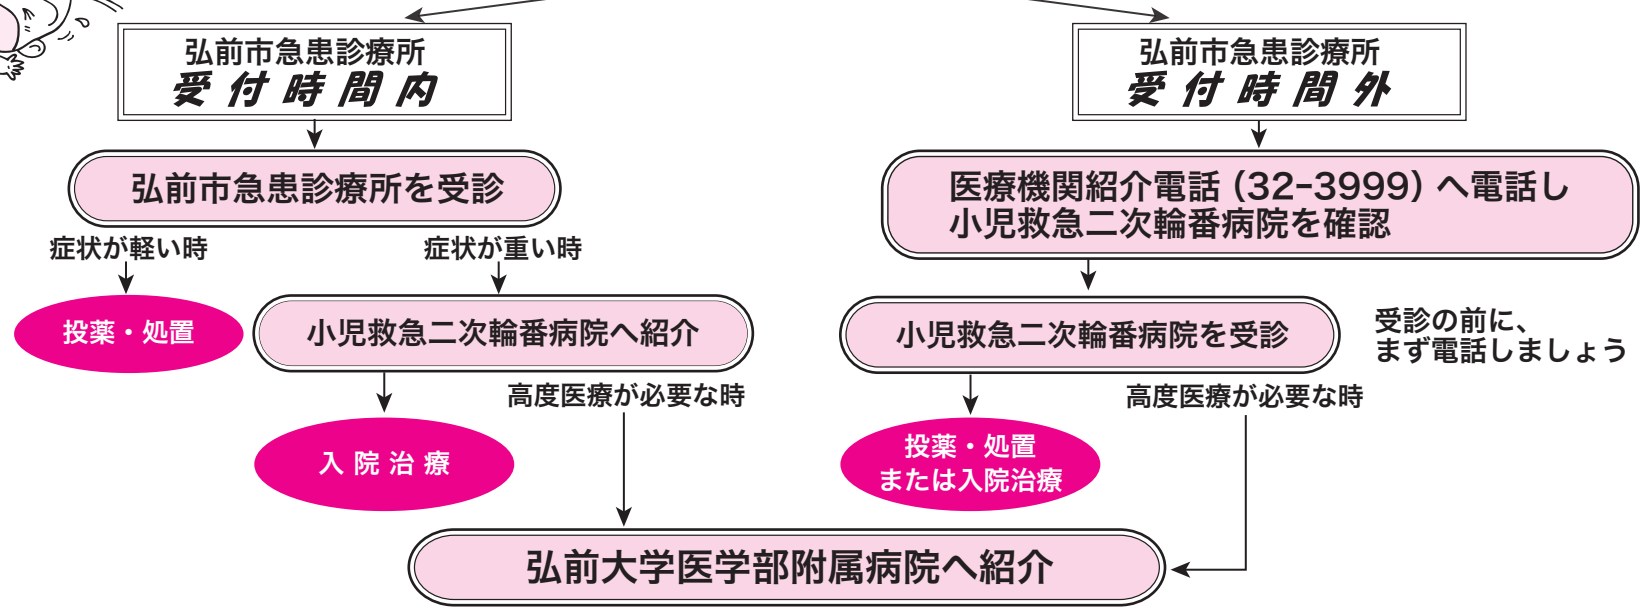 弘前市急患診療所
受付時間内
弘前市急患診療所
受付時間外
弘前市急患診療所を受診
医療機関紹介電話(32-3999)へ電話し
小児救急二次輪番病院を確認
症状が軽い時
症状が重い時
投薬・処置
小児救急二次輪番病院へ紹介
小児救急二次輪番病院を受診
受診の前に、
まず電話しましょう
高度医療が必要な時
高度医療が必要な時
入院治療
投薬・処置
または入院治療
弘前大学医学部附属病院へ紹介